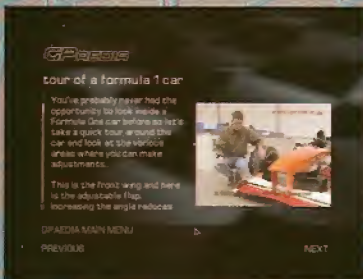 GPaedia
tour of a formula 1 car
You've probably never had the
opportunity to look inside a
Formula One car before so let's
take a quick tour around the
car and look at the various
areas where you can make
adjustments.
This is the front wing and here
is the adjustable flap,
increasing the angle reduces
GPAEDIA MAIN MENU
PREVIOUS
NEXT